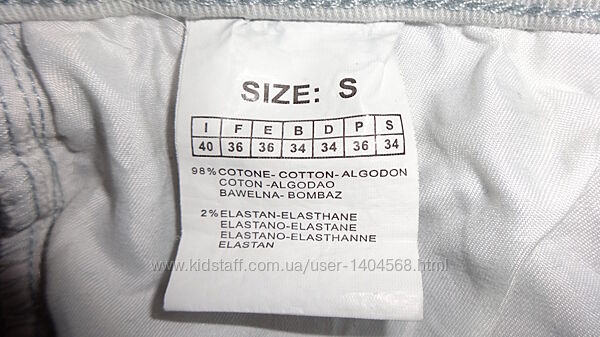 SIZE: S
I F E B D P S
40 36 36 34 34 36 34
98% COTONE- COTTON-ALGODON
COTON -ALGODAO
BAWELNA- BOMBAZ
2% ELASTAN-ELASTHANE
ELASTANO-ELASTANE
ELASTANO-ELASTHANNE
ELASTAN
www.kidstaff.com.ua/user-1404568.html